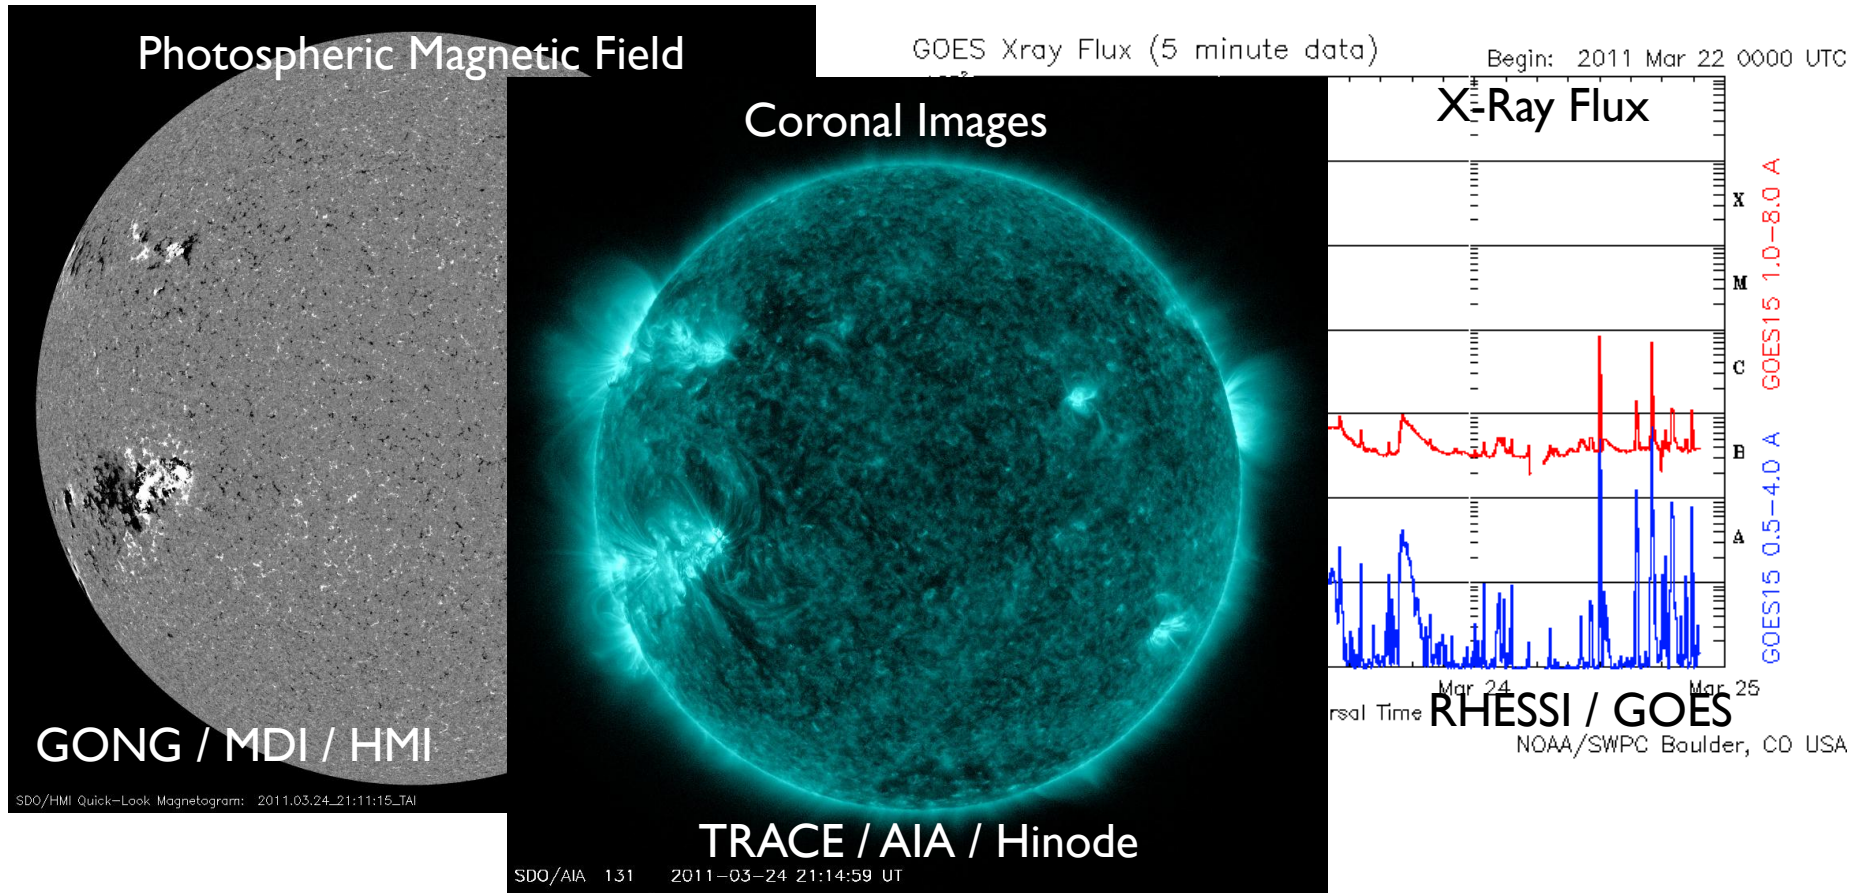 Photospheric Magnetic Field
GONG / MDI / HMI
SDO/HMI Quick-Look Magnetogram: 2011.03.24_21:11:15_TAI
Coronal Images
TRACE / AIA / Hinode
SDO/AIA 131 2011-03-24 21:14:59 UT
GOES Xray Flux (5 minute data)
Begin: 2011 Mar 22 0000 UTC
X-Ray Flux
X
M
C
B
A
GOES15 1.0-8.0 A
GOES15 0.5-4.0 A
Mar 24
Mar 25
rsal Time
RHESSI / GOES
NOAA/SWPC Boulder, CO USA